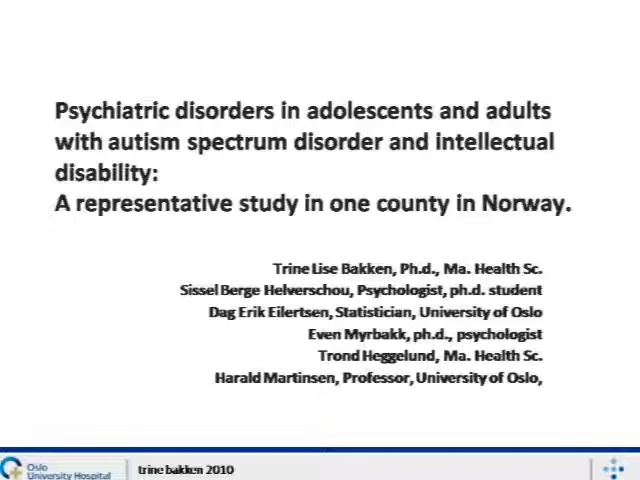 Psychiatric disorders in adolescents and adults
with autism spectrum disorder and intellectual
disability:
A representative study in one county in Norway.
Trine Lise Bakken, Ph.d., Ma. Health Sc.
Sissel Berge Helverschou, Psychologist, ph.d. student
Dag Erik Eilertsen, Statistician, University of Oslo
Even Myrbakk, ph.d., psychologist
Trond Heggelund, Ma. Health Sc.
Harald Martinsen, Professor, University of Oslo,
Oslo
University Hospital
trine bakken 2010